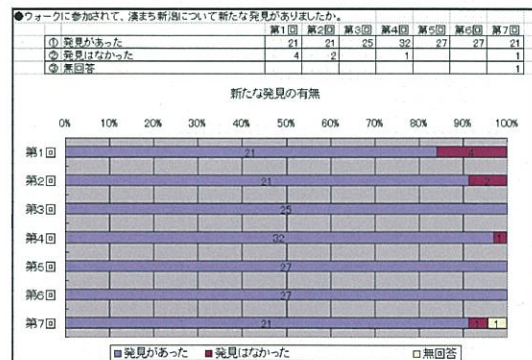 ●ウォークに参加されて、湊まち新潟について新たな発見がありましたか。
第1回 第2回 第3回 第4回 第5回 第6回 第7回
① 発見があった 21 21 25 32 27 27 21
② 発見はなかった 4 2 1 1
③ 無回答 1
新たな発見の有無
0% 10% 20% 30% 40% 50% 60% 70% 80% 90% 100%
第1回 21 4
第2回 21 2
第3回 25
第4回 32 1
第5回 27
第6回 27
第7回 21 1 1
発見があった 発見はなかった 無回答